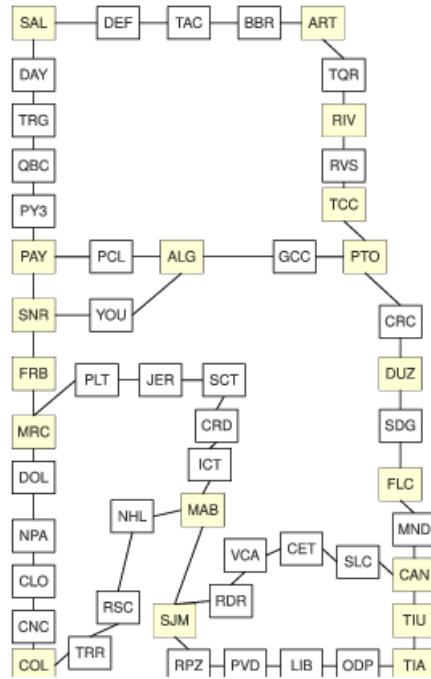 SAL DEF TAC BBR ART
DAY TQR
TRG RIV
QBC RVS
PY3 TCC
PAY PCL ALG GCC PTO
SNR YOU
CRC
FRB DUZ
PLT JER SCT
MRC CRD SDG
ICT
DOL FLC
NHL MAB
NPA MND
VCA CET SLC
CLO CAN
RSC RDR
CNC SJM TIU
TRR
COL RPZ PVD LIB ODP TIA